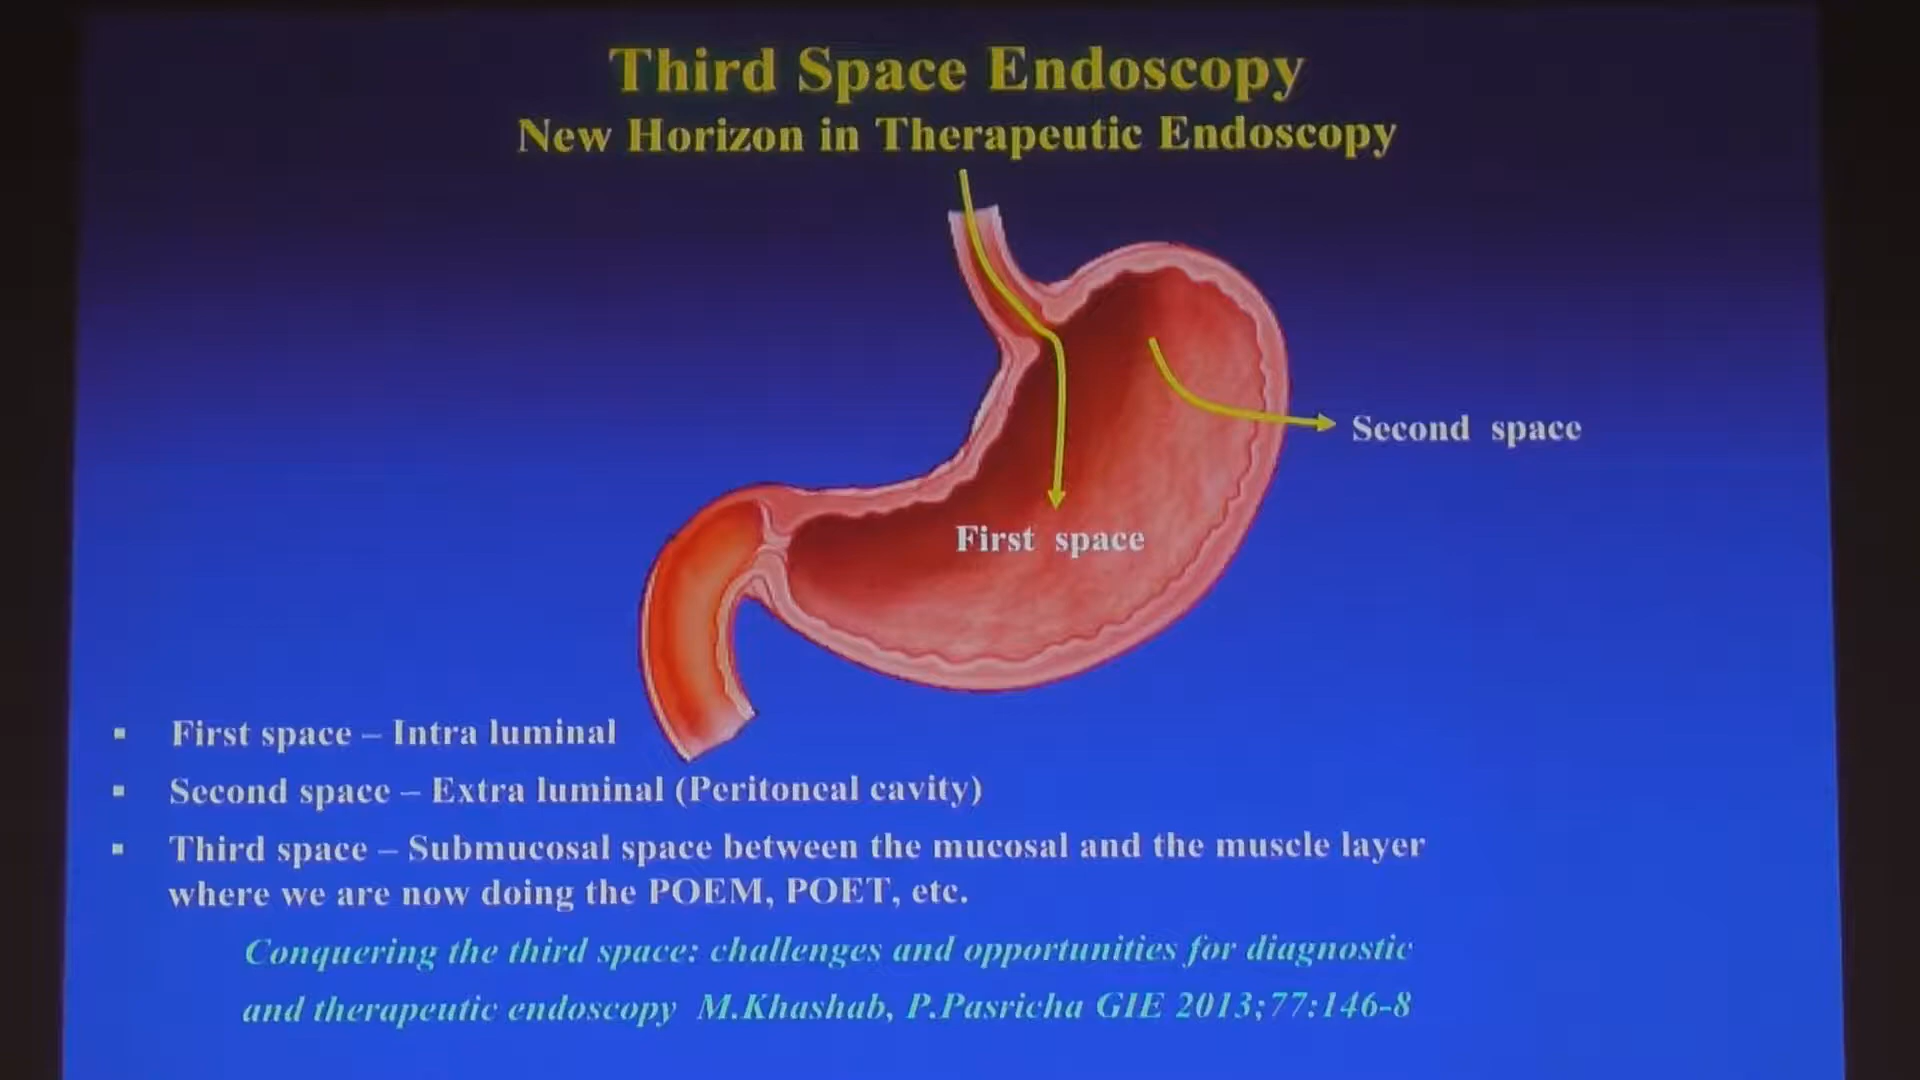 Third Space Endoscopy
New Horizon in Therapeutic Endoscopy
Second space
First space
▪ First space – Intra luminal
▪ Second space – Extra luminal (Peritoneal cavity)
▪ Third space – Submucosal space between the mucosal and the muscle layer
where we are now doing the POEM, POET, etc.
Conquering the third space: challenges and opportunities for diagnostic
and therapeutic endoscopy M.Khashab, P.Pasricha GIE 2013;77:146-8